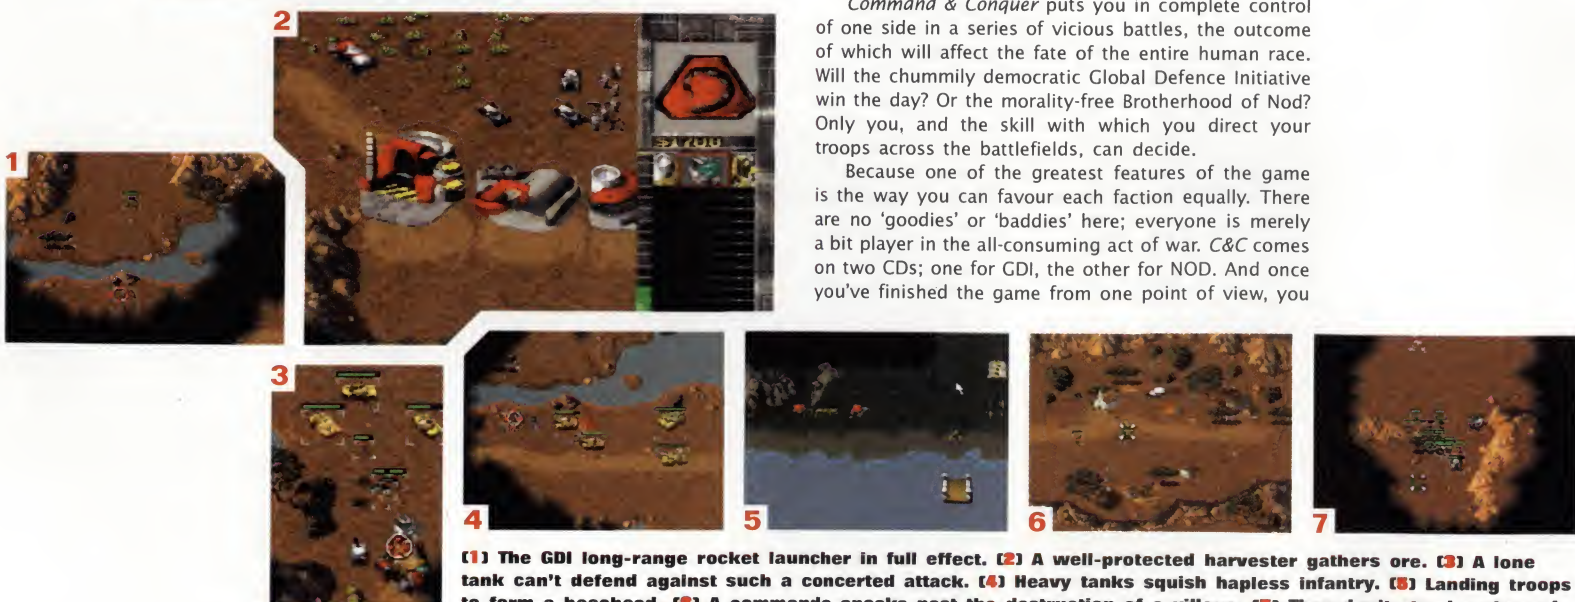 Command & Conquer puts you in complete control
of one side in a series of vicious battles, the outcome
of which will affect the fate of the entire human race.
Will the chummily democratic Global Defence Initiative
win the day? Or the morality-free Brotherhood of Nod?
Only you, and the skill with which you direct your
troops across the battlefields, can decide.
Because one of the greatest features of the game
is the way you can favour each faction equally. There
are no 'goodies' or 'baddies' here; everyone is merely
a bit player in the all-consuming act of war. C&C comes
on two CDs; one for GDI, the other for NOD. And once
you've finished the game from one point of view, you
1
2
3
4
5
6
7
(1) The GDI long-range rocket launcher in full effect. (2) A well-protected harvester gathers ore. (3) A lone
tank can't defend against such a concerted attack. (4) Heavy tanks squish hapless infantry. (5) Landing troops